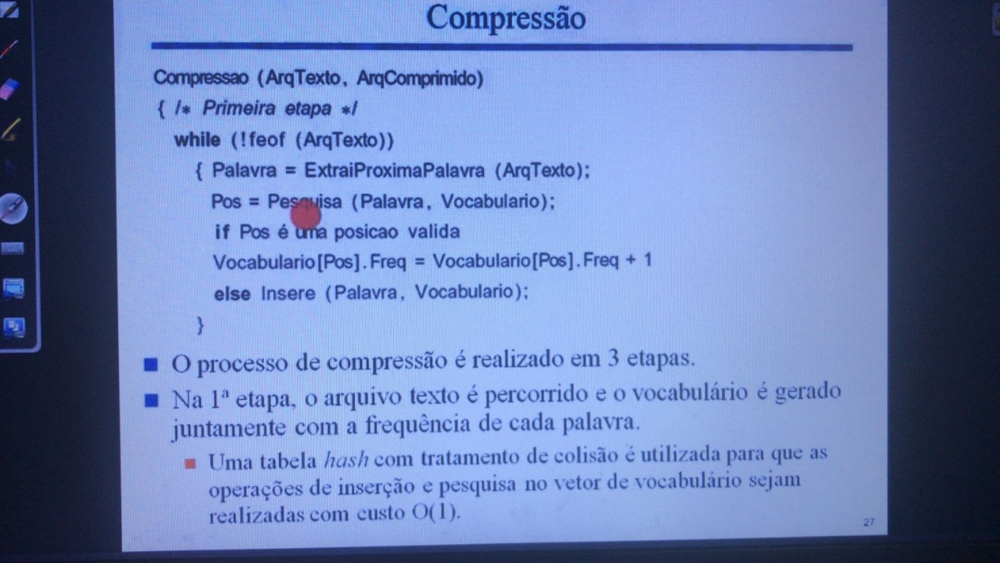 Compressão
Compressao (ArqTexto, ArqComprimido)
{ /* Primeira etapa */
while (!feof (ArqTexto))
{ Palavra = ExtraiProximaPalavra (ArqTexto);
Pos = Pesquisa (Palavra, Vocabulario);
if Pos é uma posicao valida
Vocabulario[Pos].Freq = Vocabulario[Pos].Freq + 1
else Insere (Palavra, Vocabulario);
}
O processo de compressão é realizado em 3 etapas.
Na 1ª etapa, o arquivo texto é percorrido e o vocabulário é gerado
juntamente com a frequência de cada palavra.
Uma tabela hash com tratamento de colisão é utilizada para que as
operações de inserção e pesquisa no vetor de vocabulário sejam
realizadas com custo O(1).
27